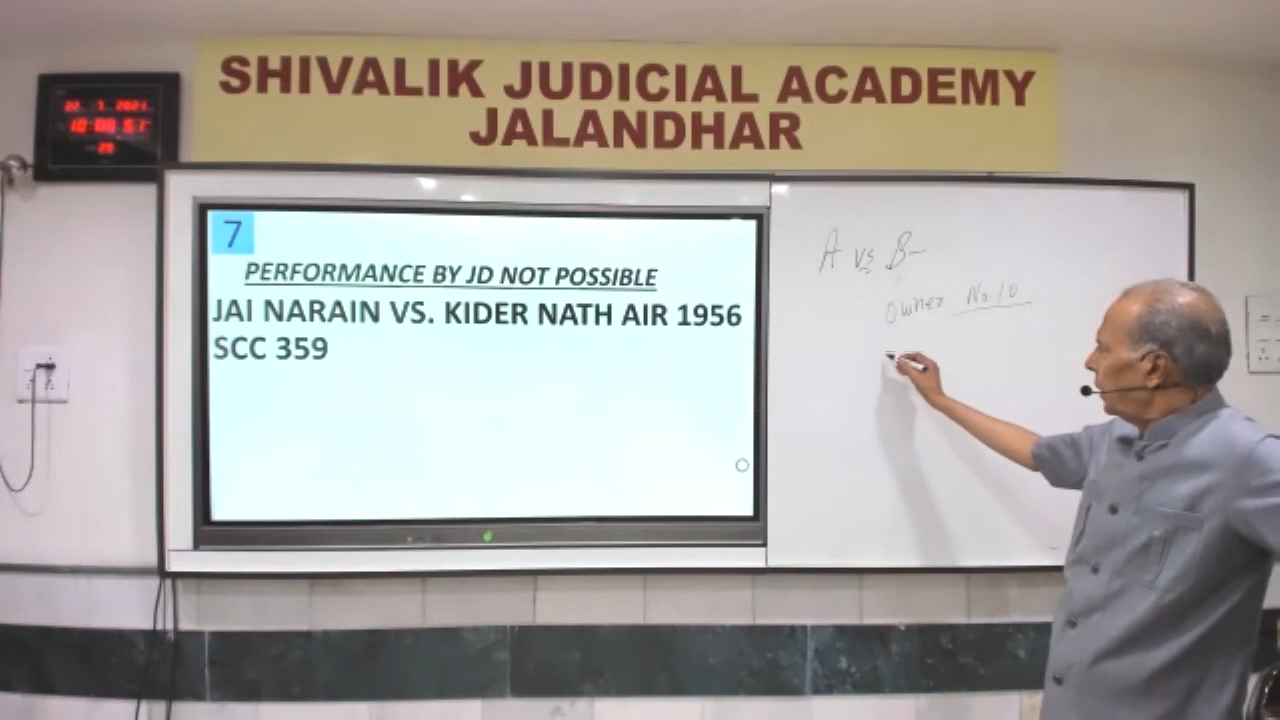 SHIVALIK JUDICIAL ACADEMY
JALANDHAR
7
PERFORMANCE BY JD NOT POSSIBLE
JAI NARAIN VS. KIDER NATH AIR 1956
SCC 359
A vs B
Owner No. 10